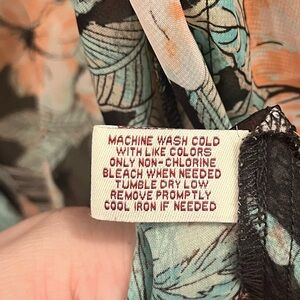 MACHINE WASH COLD
WITH LIKE COLORS
ONLY NON-CHLORINE
BLEACH WHEN NEEDED
TUMBLE DRY LOW
REMOVE PROMPTLY
COOL IRON IF NEEDED